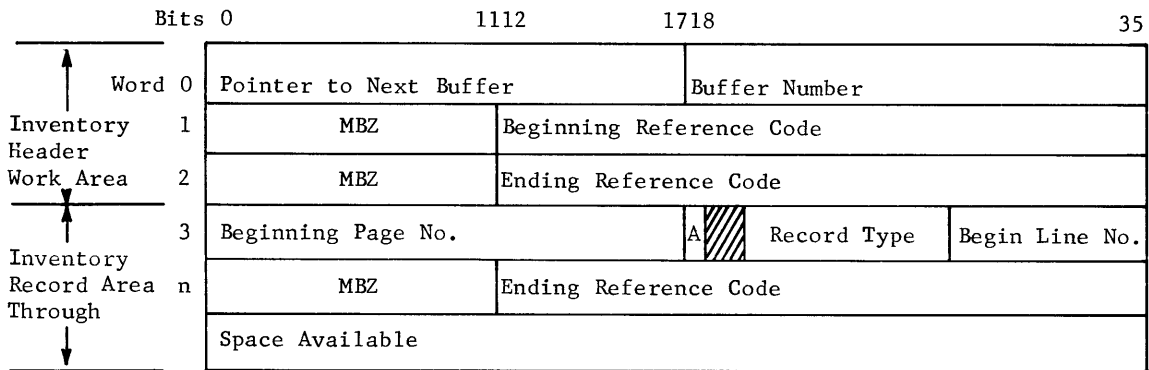 Bits 0 1112 1718 35
Word 0 Pointer to Next Buffer Buffer Number
Inventory 1 MBZ Beginning Reference Code
Header
Work Area 2 MBZ Ending Reference Code
3 Beginning Page No. A Record Type Begin Line No.
Inventory
Record Area n MBZ Ending Reference Code
Through
Space Available